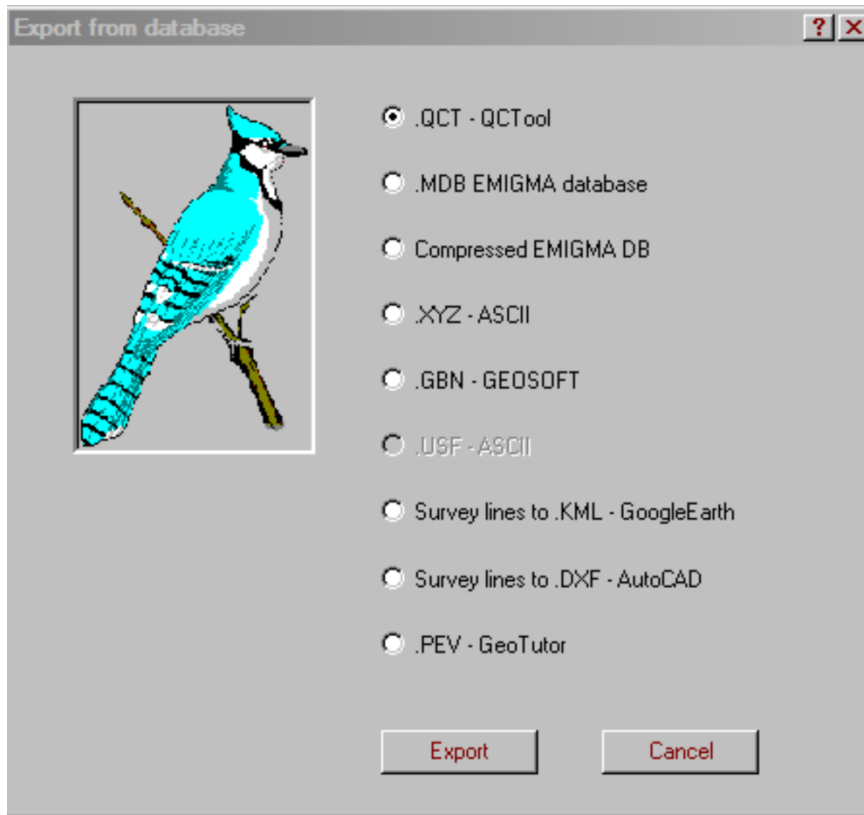 Export from database
.QCT - QCTool
.MDB EMIGMA database
Compressed EMIGMA DB
.XYZ - ASCII
.GBN - GEOSOFT
.USF - ASCII
Survey lines to .KML - GoogleEarth
Survey lines to .DXF - AutoCAD
.PEV - GeoTutor
Export Cancel